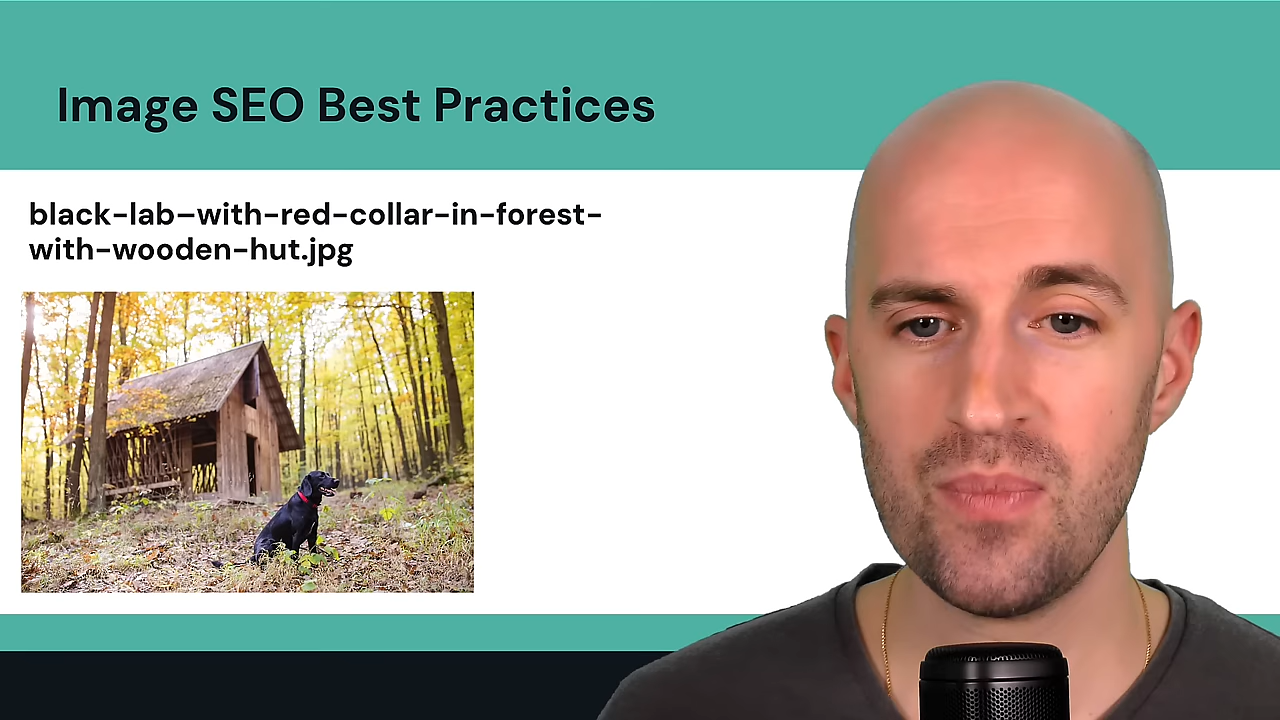 Image SEO Best Practices
black-lab–with-red-collar-in-forest-
with-wooden-hut.jpg